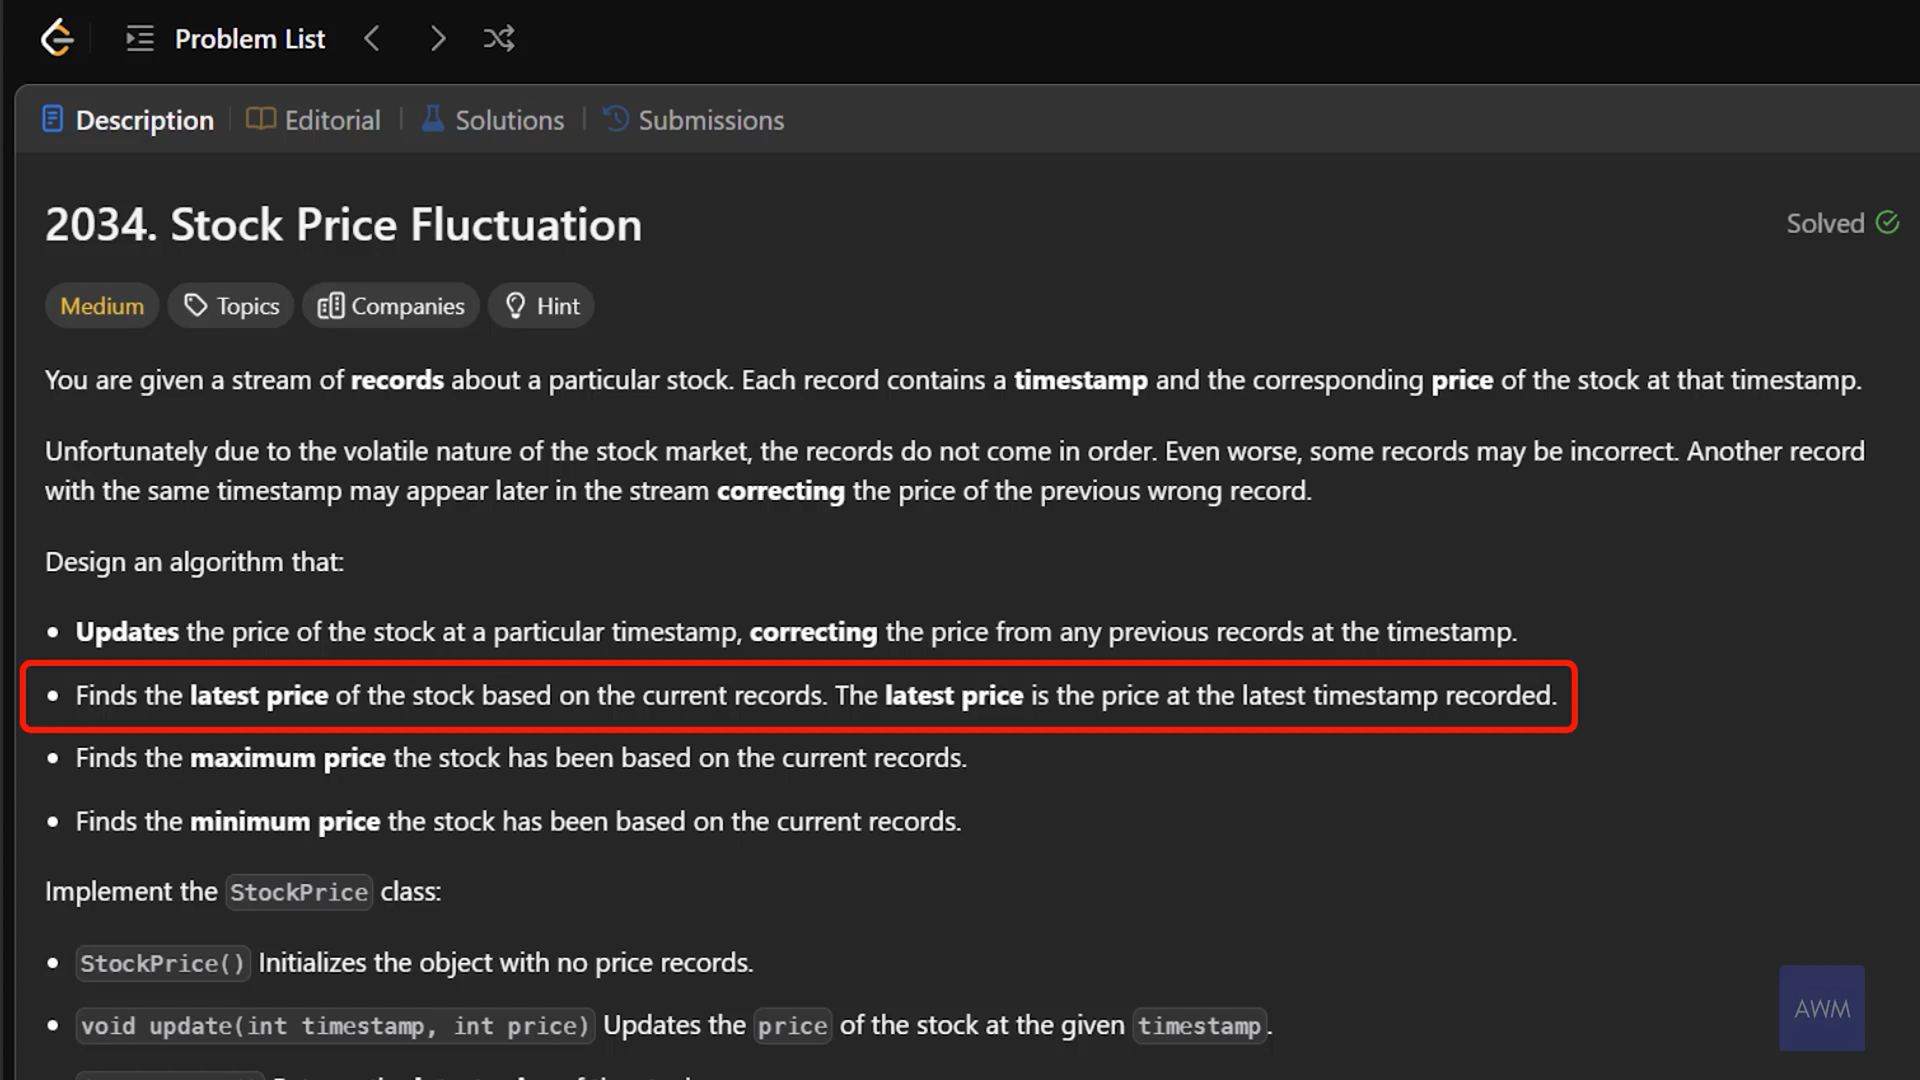 Problem List
Description
Editorial
Solutions
Submissions
2034. Stock Price Fluctuation
Solved
Medium
Topics
Companies
Hint
You are given a stream of records about a particular stock. Each record contains a timestamp and the corresponding price of the stock at that timestamp.
Unfortunately due to the volatile nature of the stock market, the records do not come in order. Even worse, some records may be incorrect. Another record
with the same timestamp may appear later in the stream correcting the price of the previous wrong record.
Design an algorithm that:
• Updates the price of the stock at a particular timestamp, correcting the price from any previous records at the timestamp.
• Finds the latest price of the stock based on the current records. The latest price is the price at the latest timestamp recorded.
• Finds the maximum price the stock has been based on the current records.
• Finds the minimum price the stock has been based on the current records.
Implement the StockPrice class:
• StockPrice() Initializes the object with no price records.
• void update(int timestamp, int price) Updates the price of the stock at the given timestamp.
AWM